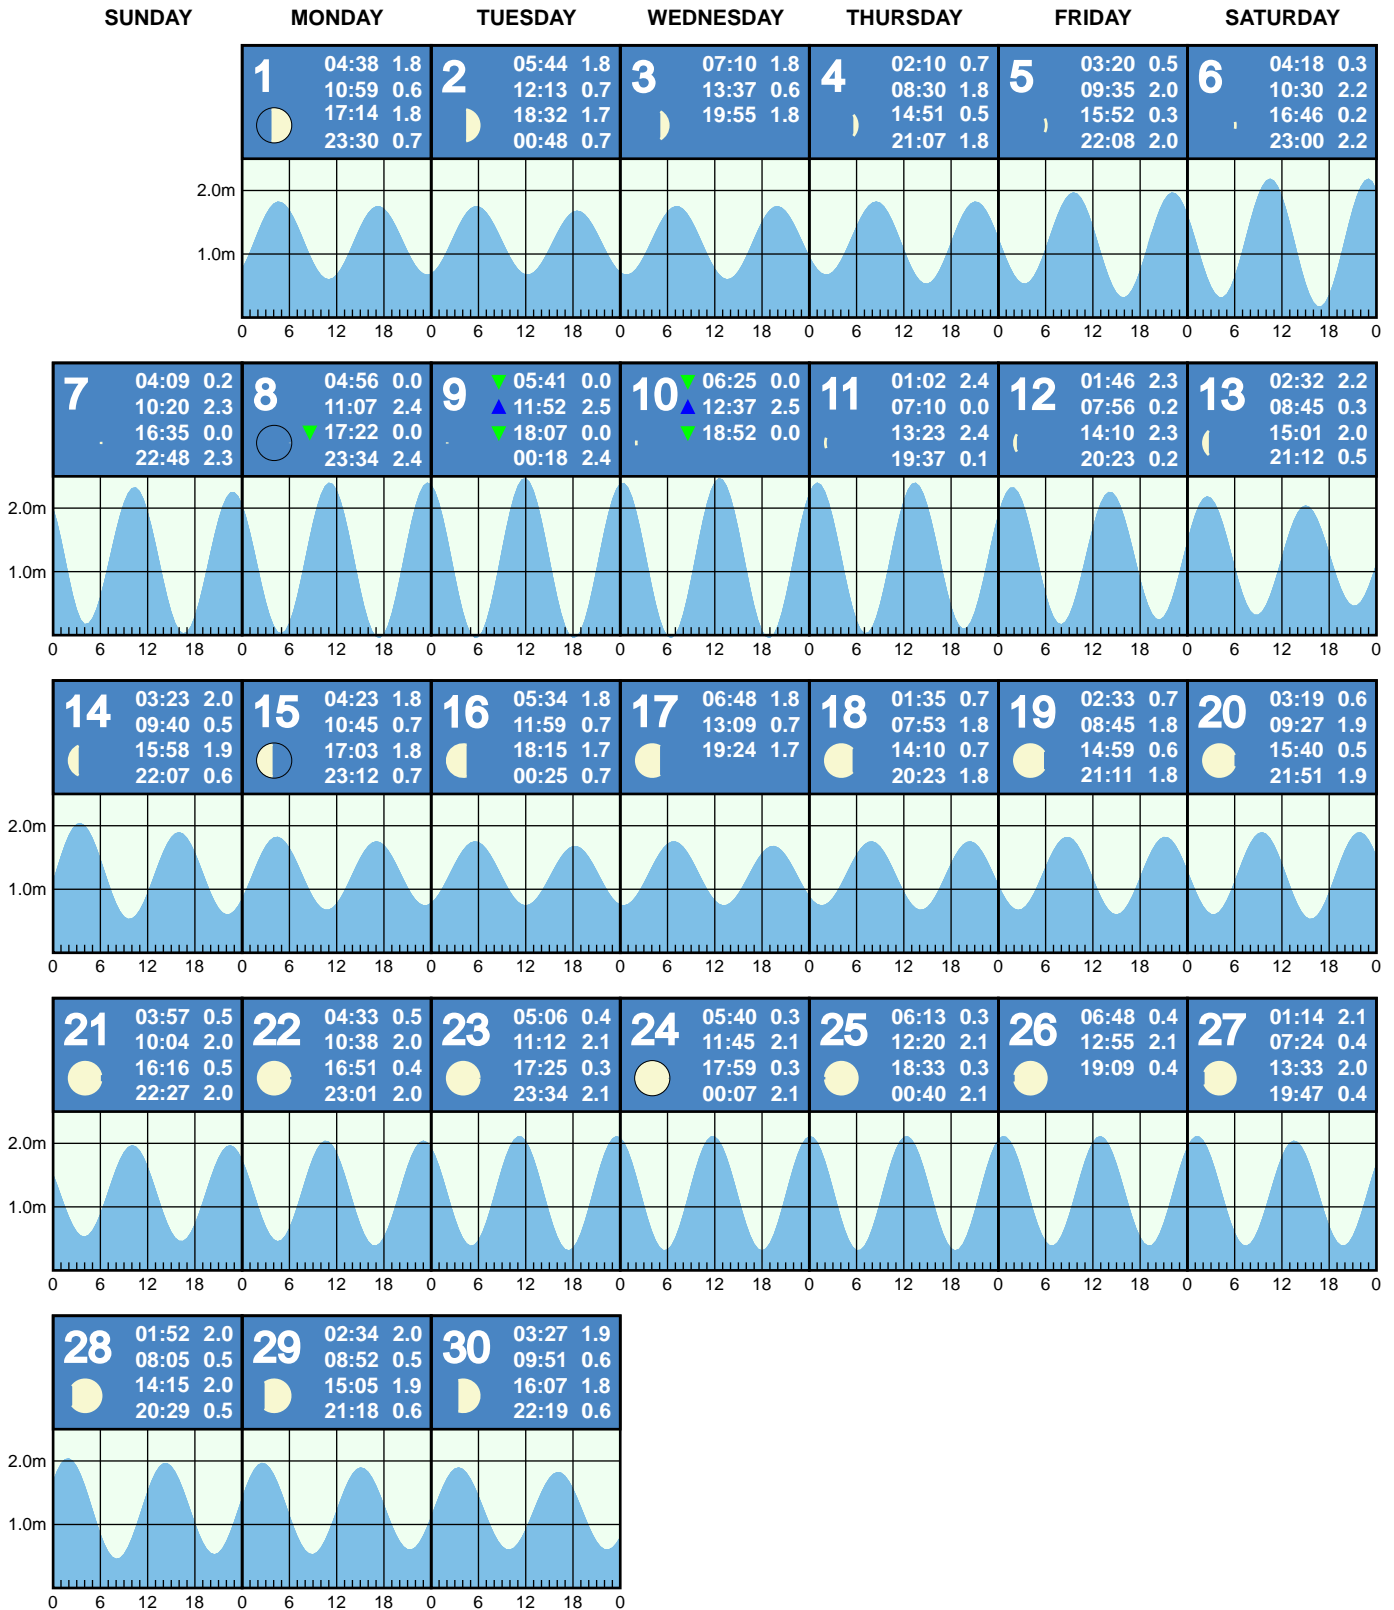 SUNDAY MONDAY TUESDAY WEDNESDAY THURSDAY FRIDAY SATURDAY
1 04:38 1.8
10:59 0.6
17:14 1.8
23:30 0.7
2 05:44 1.8
12:13 0.7
18:32 1.7
00:48 0.7
3 07:10 1.8
13:37 0.6
19:55 1.8
4 02:10 0.7
08:30 1.8
14:51 0.5
21:07 1.8
5 03:20 0.5
09:35 2.0
15:52 0.3
22:08 2.0
6 04:18 0.3
10:30 2.2
16:46 0.2
23:00 2.2
2.0m
1.0m
0 6 12 18 0 6 12 18 0 6 12 18 0 6 12 18 0 6 12 18 0 6 12 18 0
7 04:09 0.2
10:20 2.3
16:35 0.0
22:48 2.3
8 04:56 0.0
11:07 2.4
17:22 0.0
23:34 2.4
9 05:41 0.0
11:52 2.5
18:07 0.0
00:18 2.4
10 06:25 0.0
12:37 2.5
18:52 0.0
11 01:02 2.4
07:10 0.0
13:23 2.4
19:37 0.1
12 01:46 2.3
07:56 0.2
14:10 2.3
20:23 0.2
13 02:32 2.2
08:45 0.3
15:01 2.0
21:12 0.5
2.0m
1.0m
0 6 12 18 0 6 12 18 0 6 12 18 0 6 12 18 0 6 12 18 0 6 12 18 0 6 12 18 0
14 03:23 2.0
09:40 0.5
15:58 1.9
22:07 0.6
15 04:23 1.8
10:45 0.7
17:03 1.8
23:12 0.7
16 05:34 1.8
11:59 0.7
18:15 1.7
00:25 0.7
17 06:48 1.8
13:09 0.7
19:24 1.7
18 01:35 0.7
07:53 1.8
14:10 0.7
20:23 1.8
19 02:33 0.7
08:45 1.8
14:59 0.6
21:11 1.8
20 03:19 0.6
09:27 1.9
15:40 0.5
21:51 1.9
2.0m
1.0m
0 6 12 18 0 6 12 18 0 6 12 18 0 6 12 18 0 6 12 18 0 6 12 18 0 6 12 18 0
21 03:57 0.5
10:04 2.0
16:16 0.5
22:27 2.0
22 04:33 0.5
10:38 2.0
16:51 0.4
23:01 2.0
23 05:06 0.4
11:12 2.1
17:25 0.3
23:34 2.1
24 05:40 0.3
11:45 2.1
17:59 0.3
00:07 2.1
25 06:13 0.3
12:20 2.1
18:33 0.3
00:40 2.1
26 06:48 0.4
12:55 2.1
19:09 0.4
27 01:14 2.1
07:24 0.4
13:33 2.0
19:47 0.4
2.0m
1.0m
0 6 12 18 0 6 12 18 0 6 12 18 0 6 12 18 0 6 12 18 0 6 12 18 0 6 12 18 0
28 01:52 2.0
08:05 0.5
14:15 2.0
20:29 0.5
29 02:34 2.0
08:52 0.5
15:05 1.9
21:18 0.6
30 03:27 1.9
09:51 0.6
16:07 1.8
22:19 0.6
2.0m
1.0m
0 6 12 18 0 6 12 18 0 6 12 18 0